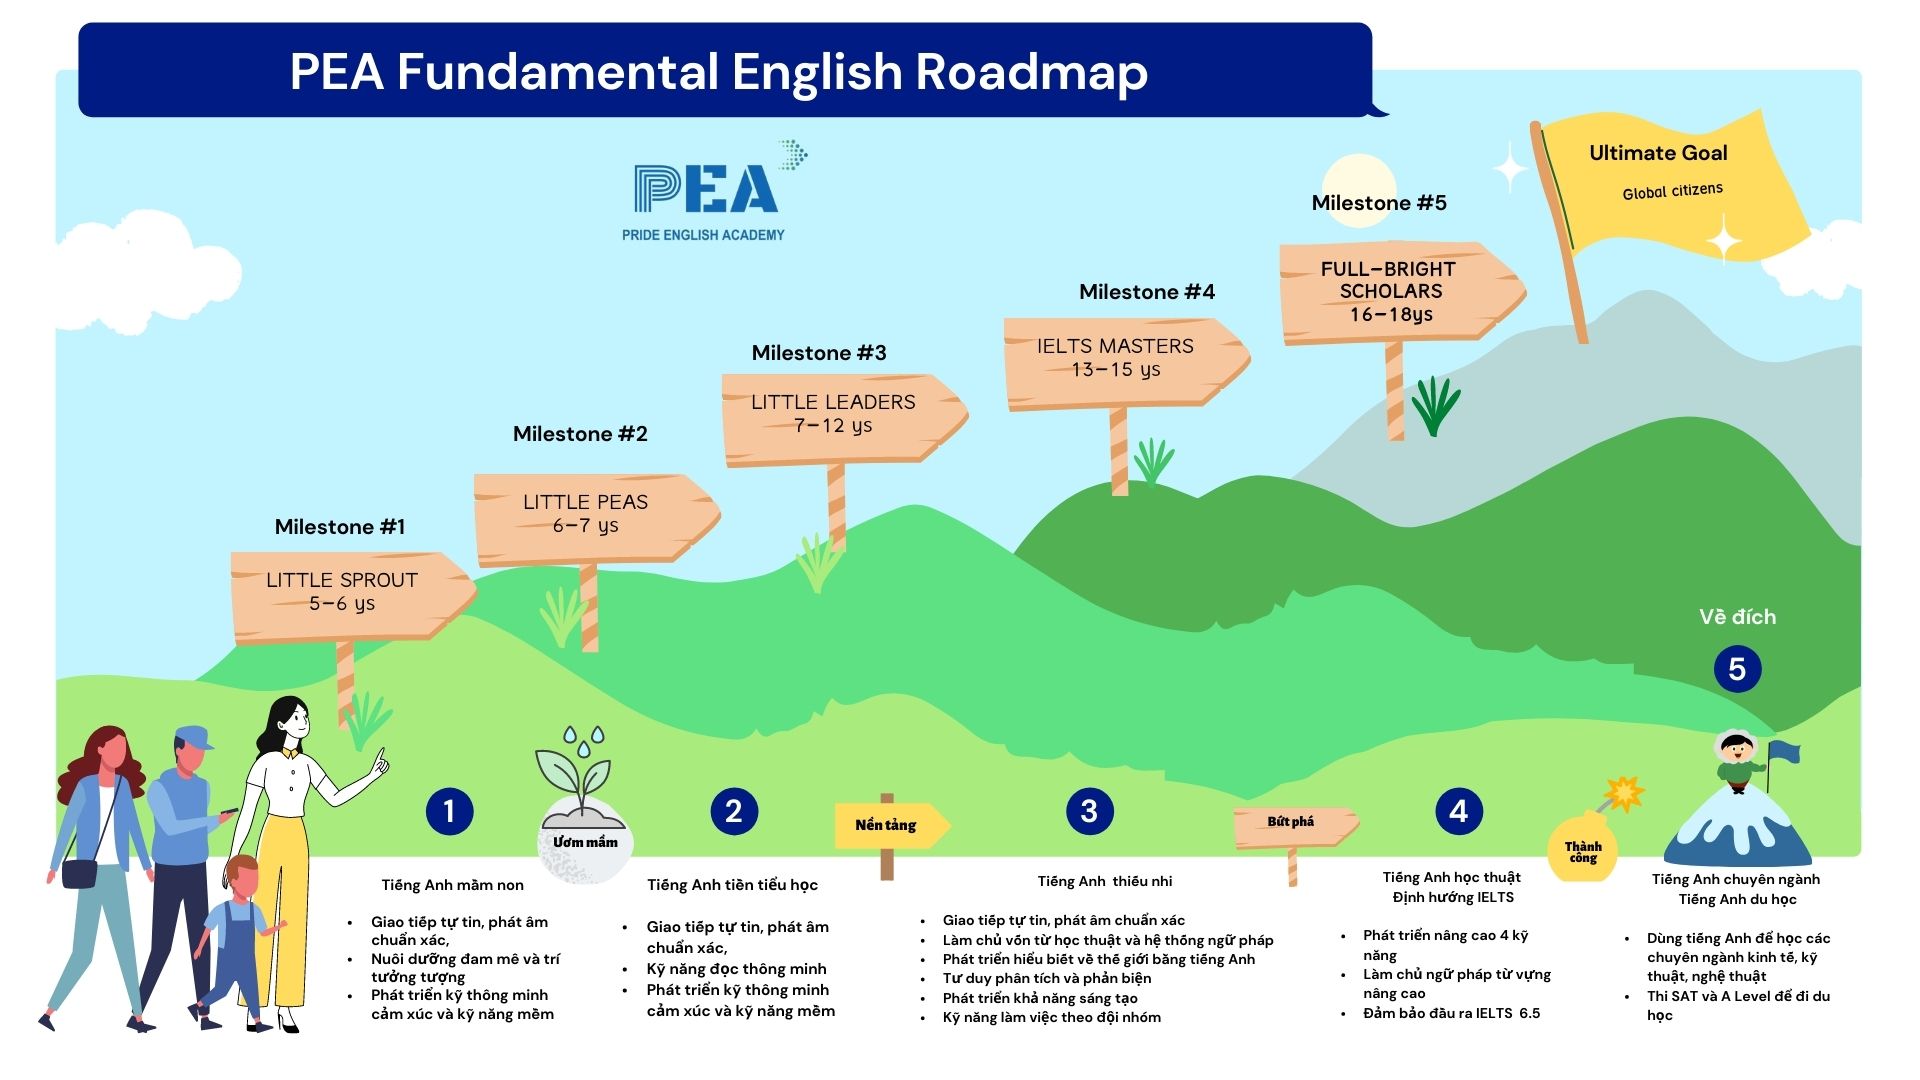 PEA Fundamental English Roadmap
PEA
PRIDE ENGLISH ACADEMY
Ultimate Goal
Global citizens
Milestone #5
FULL-BRIGHT
SCHOLARS
16-18ys
Milestone #4
IELTS MASTERS
13-15 ys
Milestone #3
LITTLE LEADERS
7-12 ys
Milestone #2
LITTLE PEAS
6-7 ys
Milestone #1
LITTLE SPROUT
5-6 ys
Về đích
5
1
Ươm mầm
2
Nền tảng
3
Bứt phá
4
Thành
công
Tiếng Anh mầm non
• Giao tiếp tự tin, phát âm
chuẩn xác,
• Nuôi dưỡng đam mê và trí
tưởng tượng
• Phát triển kỹ thông minh
cảm xúc và kỹ năng mềm
Tiếng Anh tiền tiểu học
• Giao tiếp tự tin, phát âm
chuẩn xác,
• Kỹ năng đọc thông minh
• Phát triển kỹ thông minh
cảm xúc và kỹ năng mềm
Tiếng Anh thiếu nhi
• Giao tiếp tự tin, phát âm chuẩn xác
• Làm chủ vốn từ học thuật và hệ thống ngữ pháp
• Phát triển hiểu biết về thế giới bằng tiếng Anh
• Tư duy phân tích và phản biện
• Phát triển khả năng sáng tạo
• Kỹ năng làm việc theo đội nhóm
Tiếng Anh học thuật
Định hướng IELTS
• Phát triển nâng cao 4 kỹ
năng
• Làm chủ ngữ pháp từ vựng
nâng cao
• Đảm bảo đầu ra IELTS 6.5
Tiếng Anh chuyên ngành
Tiếng Anh du học
• Dùng tiếng Anh để học các
chuyên ngành kinh tế, kỹ
thuật, nghệ thuật
• Thi SAT và A Level để đi du
học